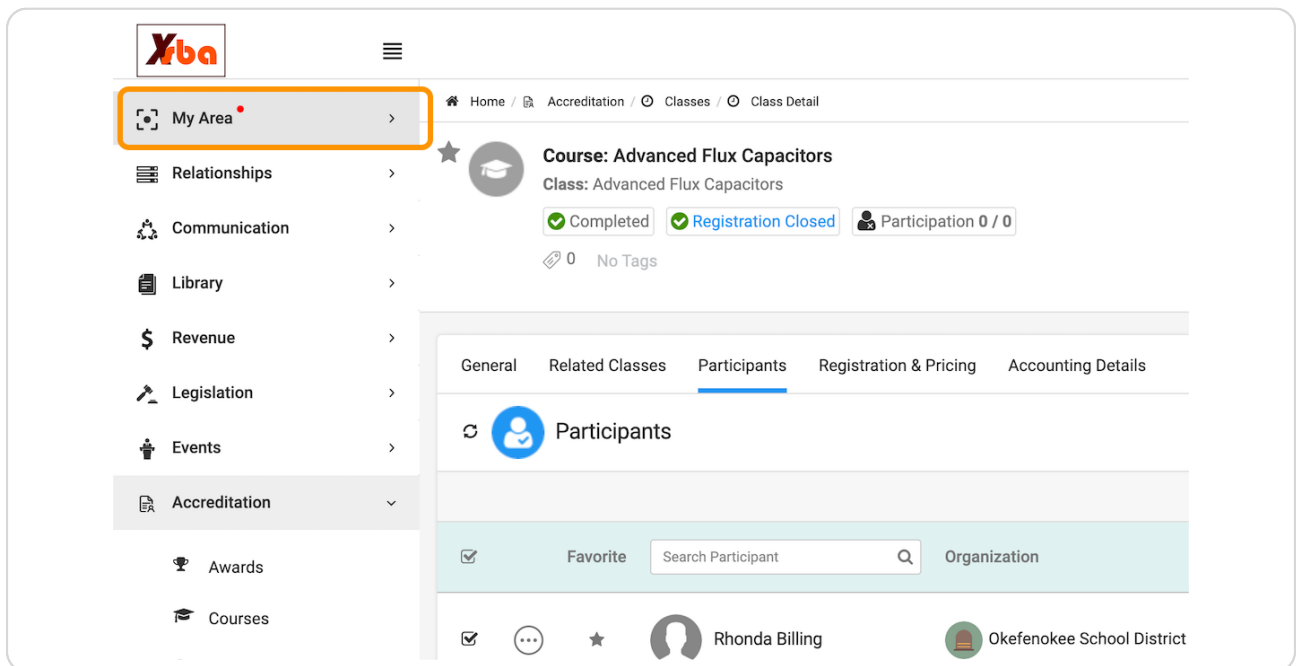 Xrba
My Area
Relationships
Communication
Library
Revenue
Legislation
Events
Accreditation
Awards
Courses
Home / Accreditation / Classes / Class Detail
Course: Advanced Flux Capacitors
Class: Advanced Flux Capacitors
Completed Registration Closed Participation 0 / 0
0 No Tags
General Related Classes Participants Registration & Pricing Accounting Details
Participants
Favorite Search Participant Organization
Rhonda Billing Okefenokee School District